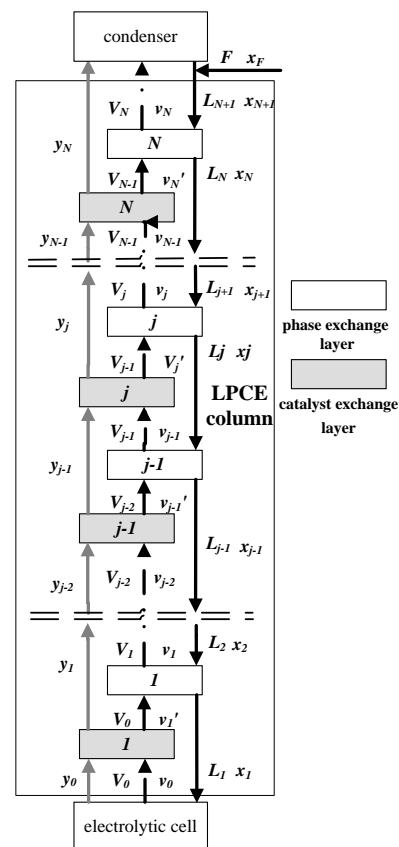 condenser
F x_F
V_N v_N L_{N+1} x_{N+1}
y_N N
V_{N-1} v_N' L_N x_N
N
y_{N-1} V_{N-1} v_{N-1}
V_j v_j L_{j+1} x_{j+1}
y_j j
phase exchange
layer
V_{j-1} V_j' Lj xj
j LPCE
column
catalyst exchange
layer
V_{j-1} v_{j-1}
y_{j-1} j-1
V_{j-2} v_{j-1}'
j-1 L_{j-1} x_{j-1}
y_{j-2} V_{j-2} v_{j-2}
V_1 v_1 L_2 x_2
y_1 1
V_0 v_1'
1
y_0 V_0 v_0 L_1 x_1
electrolytic cell